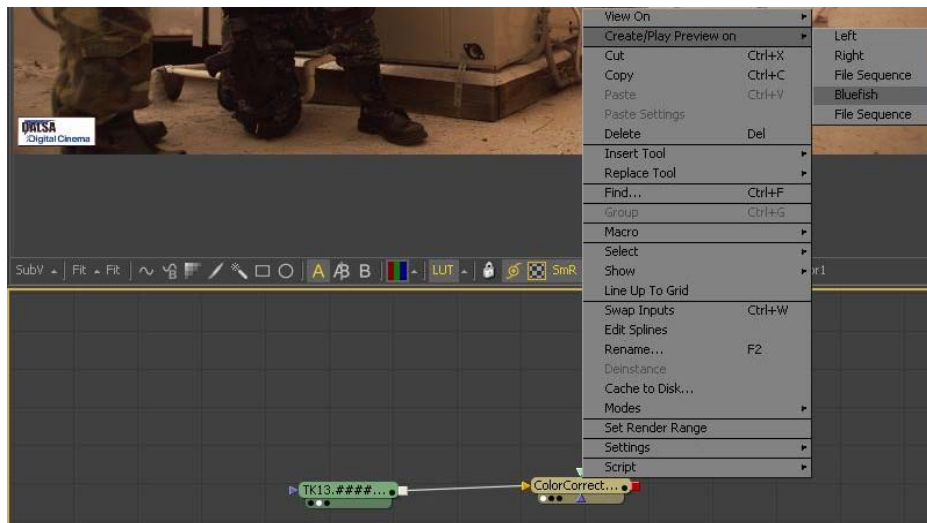 View On
Create/Play Preview on
Cut Ctrl+X
Copy Ctrl+C
Paste Ctrl+V
Paste Settings
Delete Del
Insert Tool
Replace Tool
Find... Ctrl+F
Group Ctrl+G
Macro
Select
Show
Line Up To Grid
Swap Inputs Ctrl+W
Edit Splines
Rename... F2
Deinstance
Cache to Disk...
Modes
Set Render Range
Settings
Script
Left
Right
File Sequence
Bluefish
File Sequence
DALSA
Digital Cinema
SubV Fit Fit A B LUT SmR or1
TK13.####...
ColorCorrect...